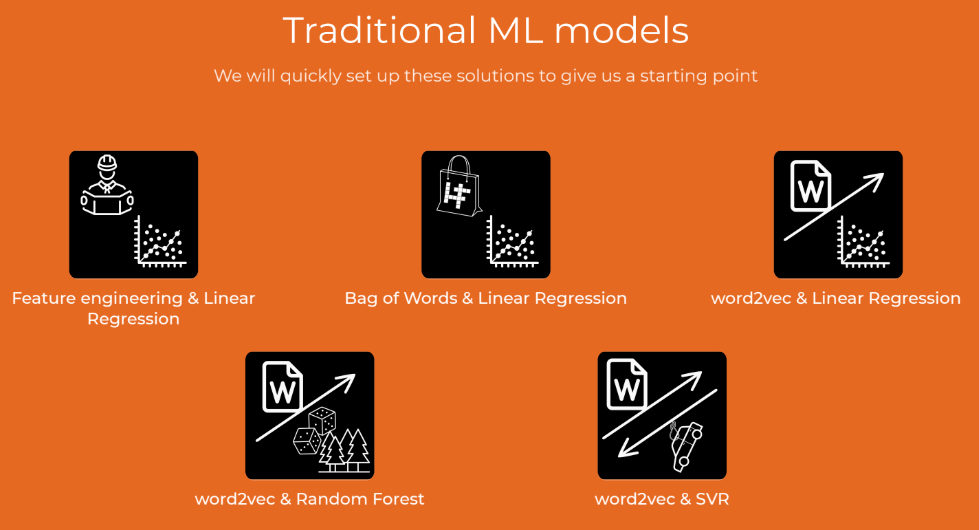 Traditional ML models
We will quickly set up these solutions to give us a starting point
W
Feature engineering & Linear
Regression
Bag of Words & Linear Regression
word2vec & Linear Regression
W
W
word2vec & Random Forest
word2vec & SVR